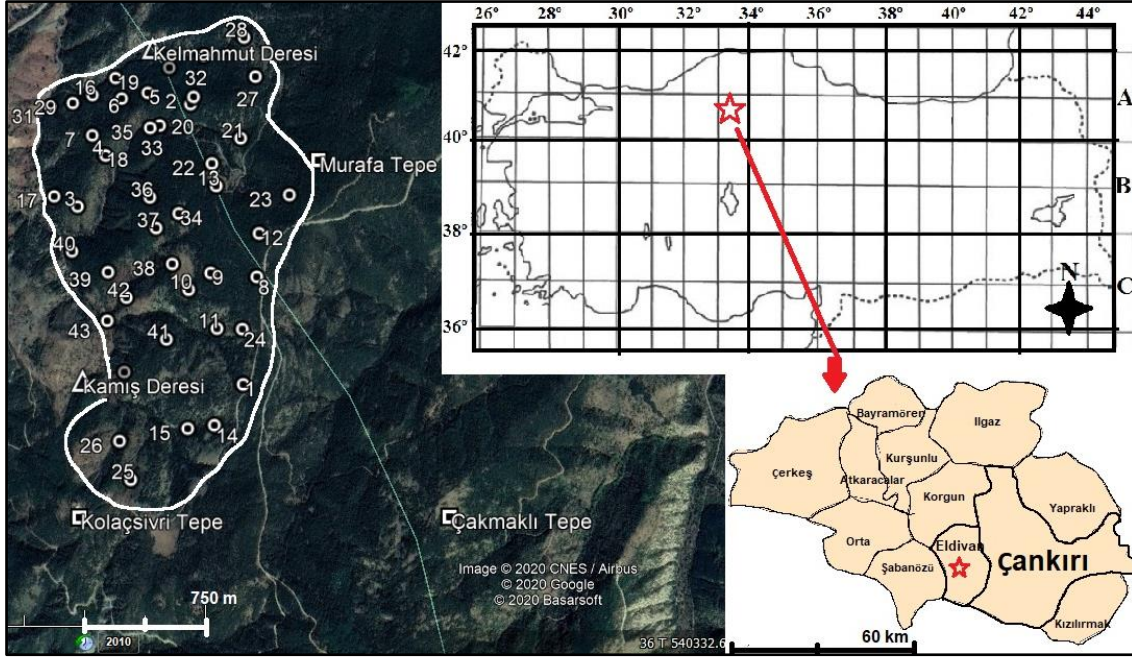 28
Kelmahmut Deresi
16
19
5
32
2
27
31
29
6
7
4
35
20
21
18
33
Murafa Tepe
22
13
17
3
36
23
34
37
12
40
39
38
10
9
8
42
43
41
11
24
Kamış Deresi
1
26
15
14
25
Kolaçsivri Tepe
Çakmaklı Tepe
Image © 2020 CNES / Airbus
© 2020 Google
© 2020 Basarsoft
750 m
2010
36 T 540332.6
26° 28° 30° 32° 34° 36° 38° 40° 42° 44°
42°
A
40°
B
38°
N
C
36°
Bayramören
Ilgaz
Çerkeş
Kurşunlu
Atkaracalar
Korgun
Yapraklı
Orta
Eldivan
Şabanözü
Çankırı
Kızılırmak
60 km